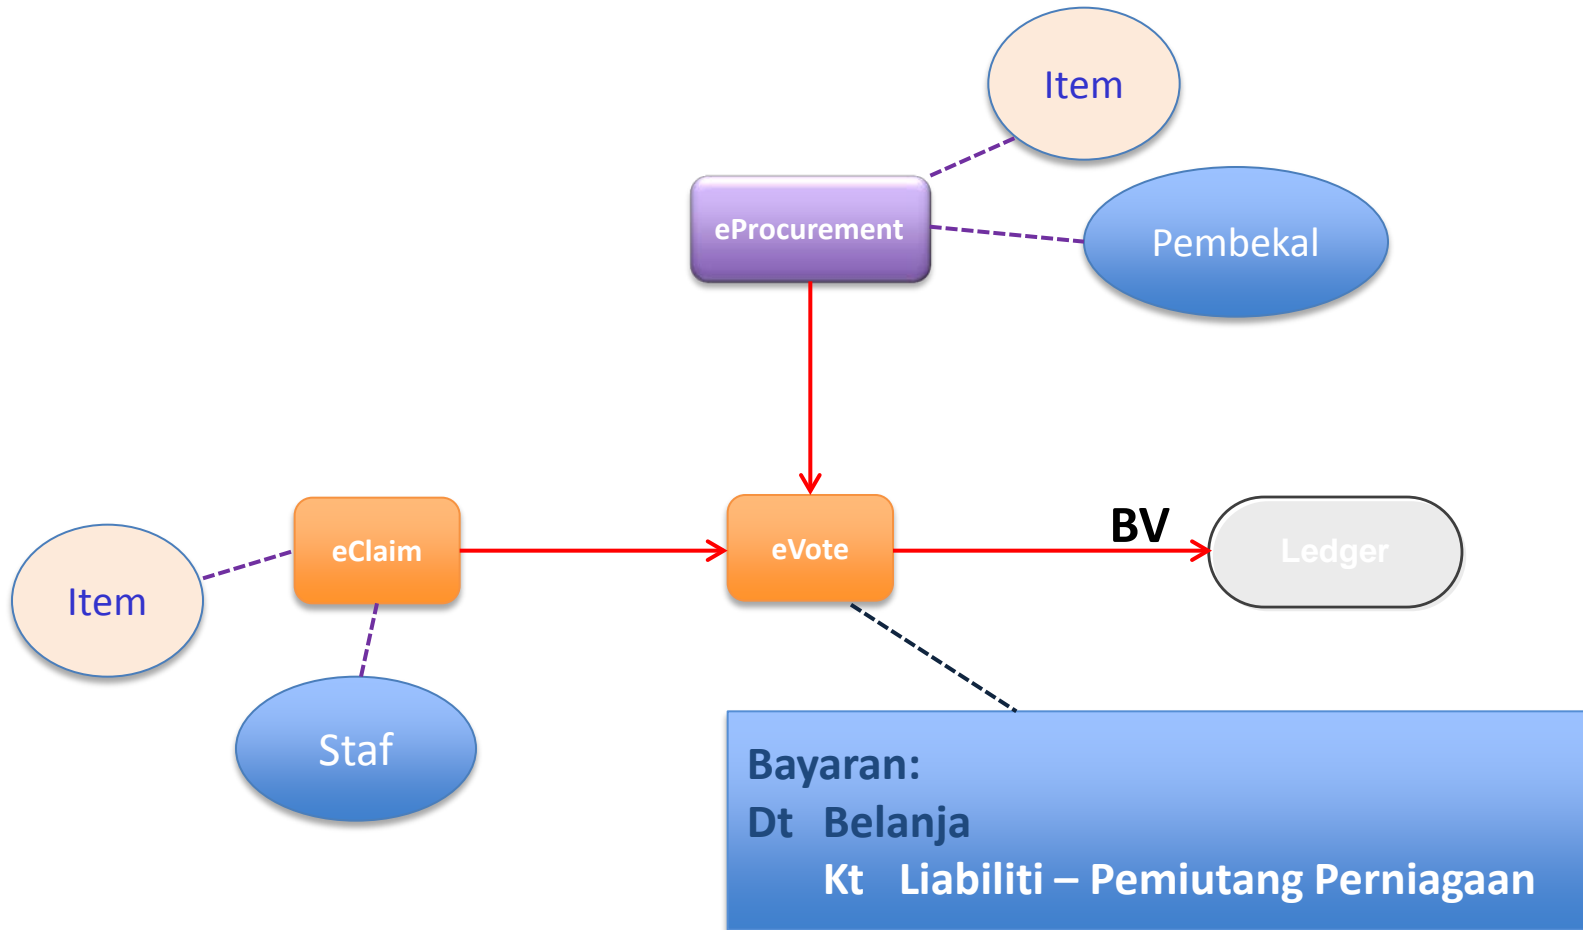 Item
eProcurement
Pembekal
eClaim
eVote
BV
Ledger
Item
Staf
Bayaran:
Dt Belanja
Kt Liabiliti – Pemiutang Perniagaan